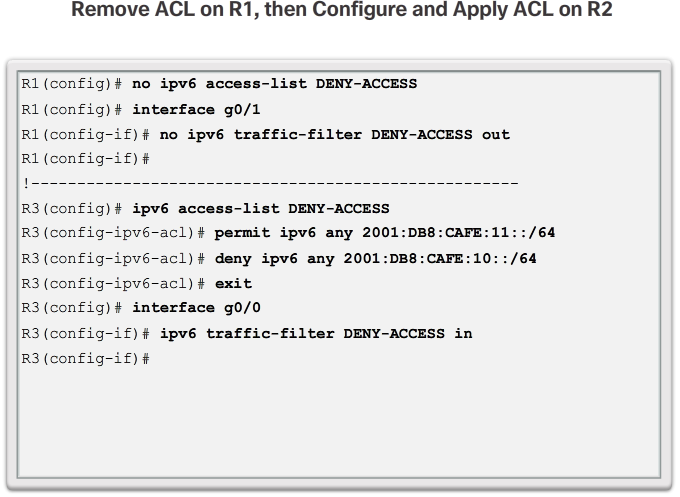 Remove ACL on R1, then Configure and Apply ACL on R2
R1(config)# no ipv6 access-list DENY-ACCESS
R1(config)# interface g0/1
R1(config-if)# no ipv6 traffic-filter DENY-ACCESS out
R1(config-if)#
!-----------------------------------------------------
R3(config)# ipv6 access-list DENY-ACCESS
R3(config-ipv6-acl)# permit ipv6 any 2001:DB8:CAFE:11::/64
R3(config-ipv6-acl)# deny ipv6 any 2001:DB8:CAFE:10::/64
R3(config-ipv6-acl)# exit
R3(config)# interface g0/0
R3(config-if)# ipv6 traffic-filter DENY-ACCESS in
R3(config-if)#